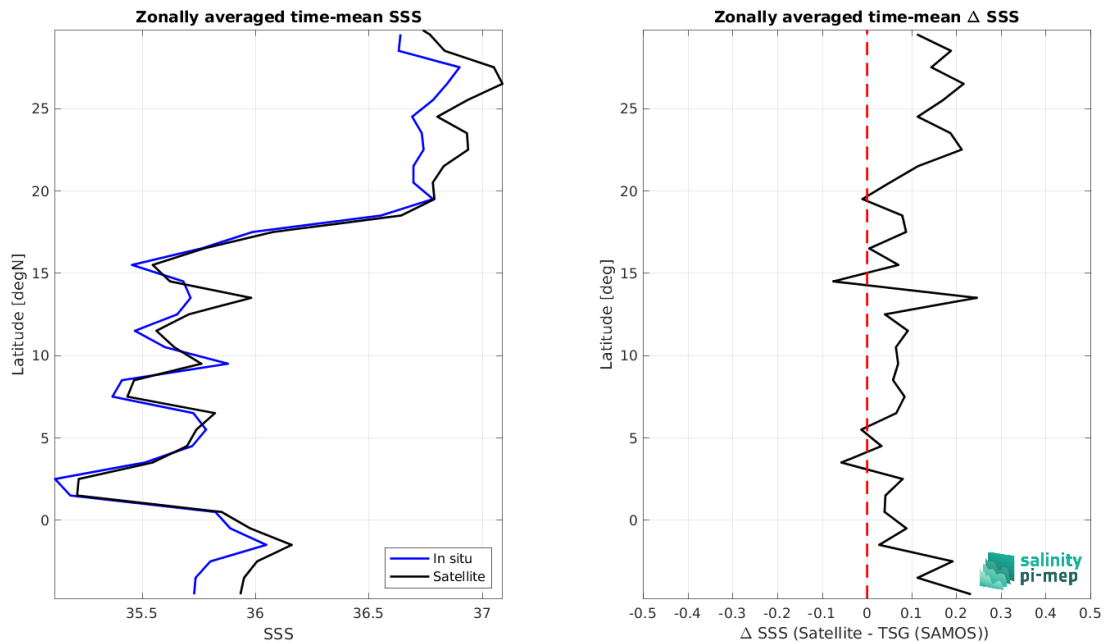 Zonally averaged time-mean SSS
Latitude [degN]
25
20
15
10
5
0
35.5
36
36.5
37
SSS
In situ
Satellite
Zonally averaged time-mean Δ SSS
Latitude [deg]
25
20
15
10
5
0
-0.5
-0.4
-0.3
-0.2
-0.1
0
0.1
0.2
0.3
0.4
0.5
Δ SSS (Satellite - TSG (SAMOS))
salinity
pi-mep